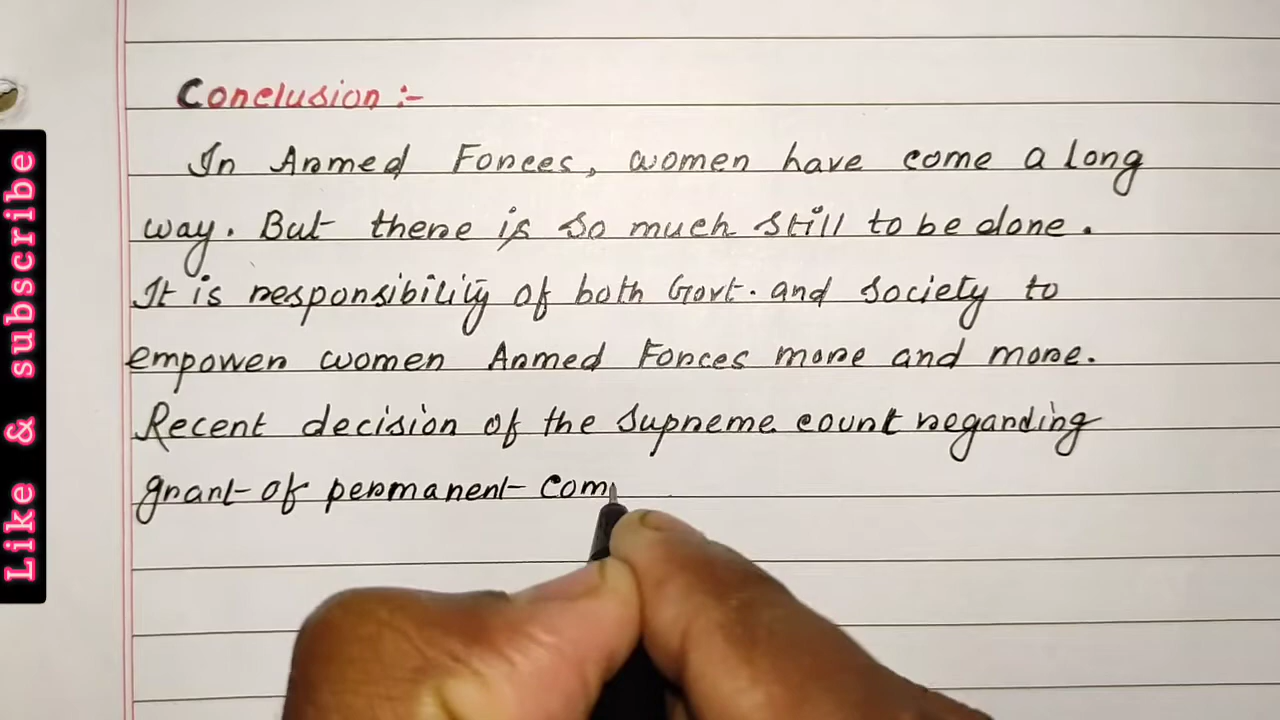 Like & subscribe
Conclusion :-
In Armed Forces, women have come a long
way. But there is so much still to be done.
It is responsibility of both Govt. and society to
empower women Armed Forces more and more.
Recent decision of the supreme court regarding
grant of permanent com